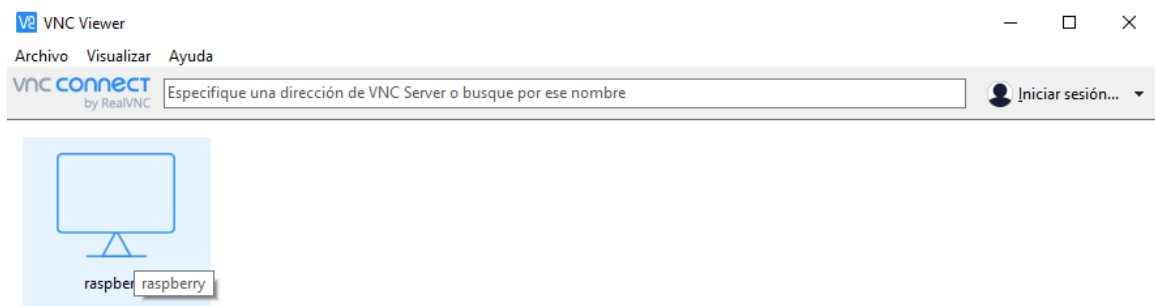 VNC Viewer
Archivo Visualizar Ayuda
vnc connect
by RealVNC
Especifique una dirección de VNC Server o busque por ese nombre
Iniciar sesión...
raspber
raspberry